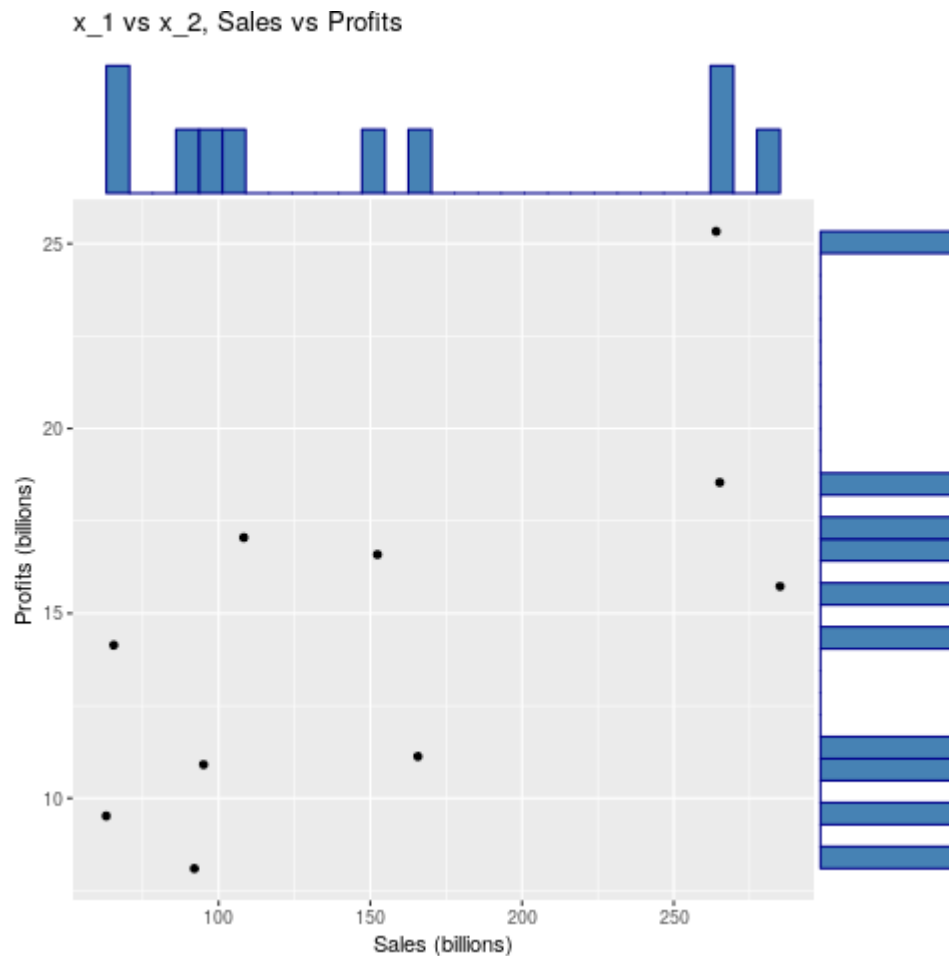 x_1 vs x_2, Sales vs Profits
25
20
15
10
Profits (billions)
100 150 200 250
Sales (billions)